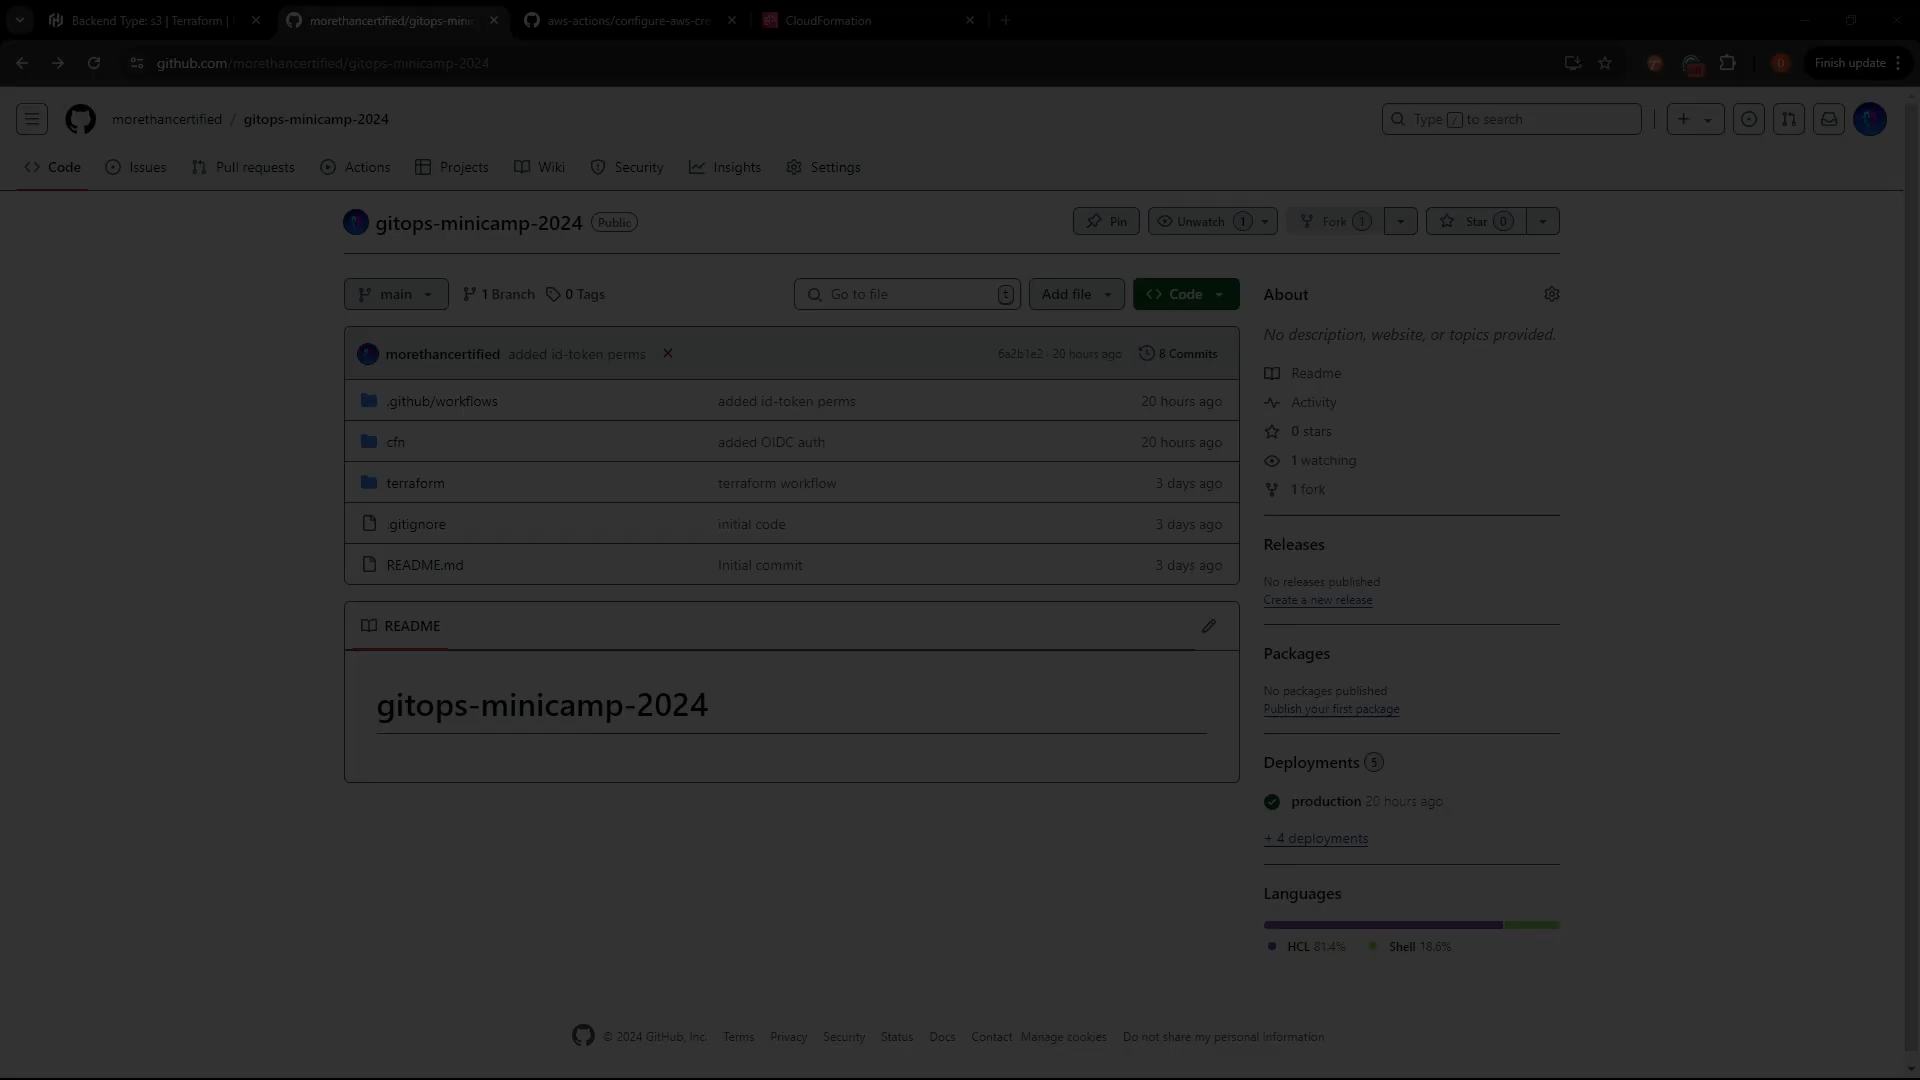 Backend Type: s3 | Terraform |
morethancertified/gitops-mini
aws-actions/configure-aws-cre
CloudFormation
github.com/morethancertified/gitops-minicamp-2024
Finish update
morethancertified / gitops-minicamp-2024
Type / to search
Code
Issues
Pull requests
Actions
Projects
Wiki
Security
Insights
Settings
gitops-minicamp-2024 Public
Pin
Unwatch 1
Fork 1
Star 0
main
1 Branch
0 Tags
Go to file t
Add file
Code
morethancertified added id-token perms
6a2b1e2 · 20 hours ago
8 Commits
.github/workflows added id-token perms 20 hours ago
cfn added OIDC auth 20 hours ago
terraform terraform workflow 3 days ago
.gitignore initial code 3 days ago
README.md Initial commit 3 days ago
README
gitops-minicamp-2024
About
No description, website, or topics provided.
Readme
Activity
0 stars
1 watching
1 fork
Releases
No releases published
Create a new release
Packages
No packages published
Publish your first package
Deployments 5
production 20 hours ago
+ 4 deployments
Languages
HCL 81.4% Shell 18.6%
© 2024 GitHub, Inc. Terms Privacy Security Status Docs Contact Manage cookies Do not share my personal information